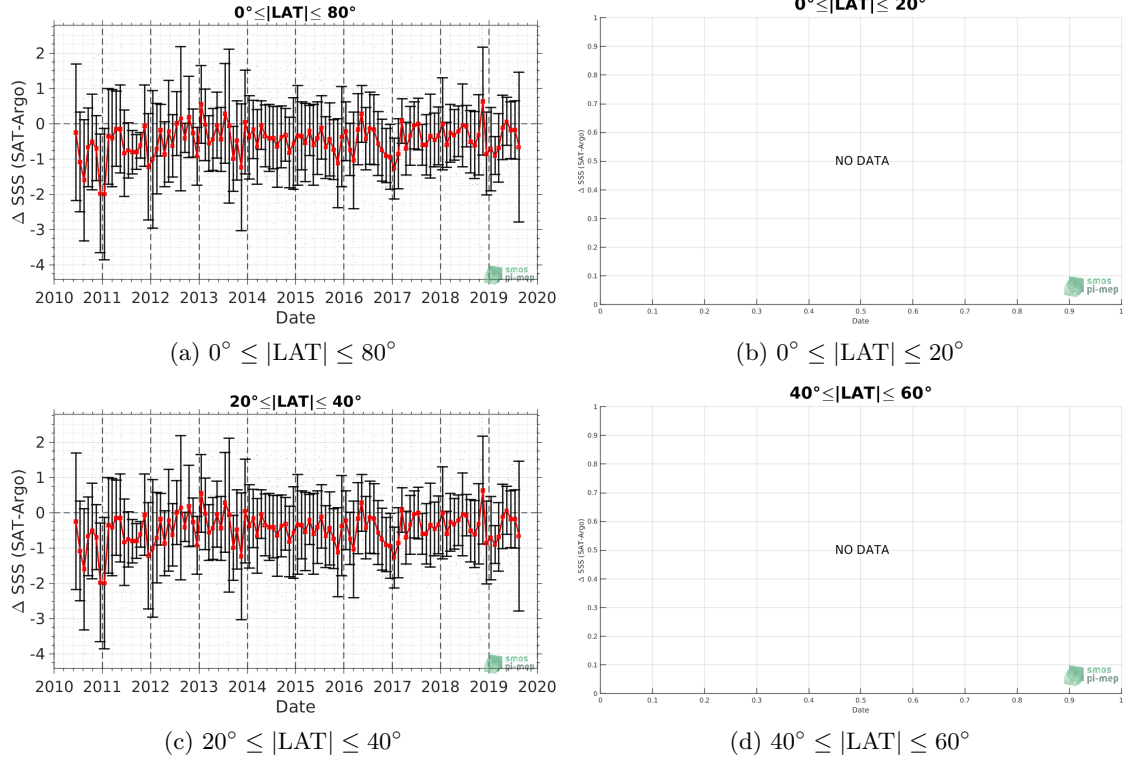 0°≤|LAT|≤ 80°
Δ SSS (SAT-Argo)
2
1
0
-1
-2
-3
-4
smos
pi-mep
2010 2011 2012 2013 2014 2015 2016 2017 2018 2019 2020
Date
(a) 0° ≤ |LAT| ≤ 80°
0°≤|LAT|≤ 20°
Δ SSS (SAT-Argo)
1
0.9
0.8
0.7
0.6
0.5
0.4
0.3
0.2
0.1
0
NO DATA
smos
pi-mep
0 0.1 0.2 0.3 0.4 0.5 0.6 0.7 0.8 0.9 1
Date
(b) 0° ≤ |LAT| ≤ 20°
20°≤|LAT|≤ 40°
Δ SSS (SAT-Argo)
2
1
0
-1
-2
-3
-4
smos
pi-mep
2010 2011 2012 2013 2014 2015 2016 2017 2018 2019 2020
Date
(c) 20° ≤ |LAT| ≤ 40°
40°≤|LAT|≤ 60°
Δ SSS (SAT-Argo)
1
0.9
0.8
0.7
0.6
0.5
0.4
0.3
0.2
0.1
0
NO DATA
smos
pi-mep
0 0.1 0.2 0.3 0.4 0.5 0.6 0.7 0.8 0.9 1
Date
(d) 40° ≤ |LAT| ≤ 60°